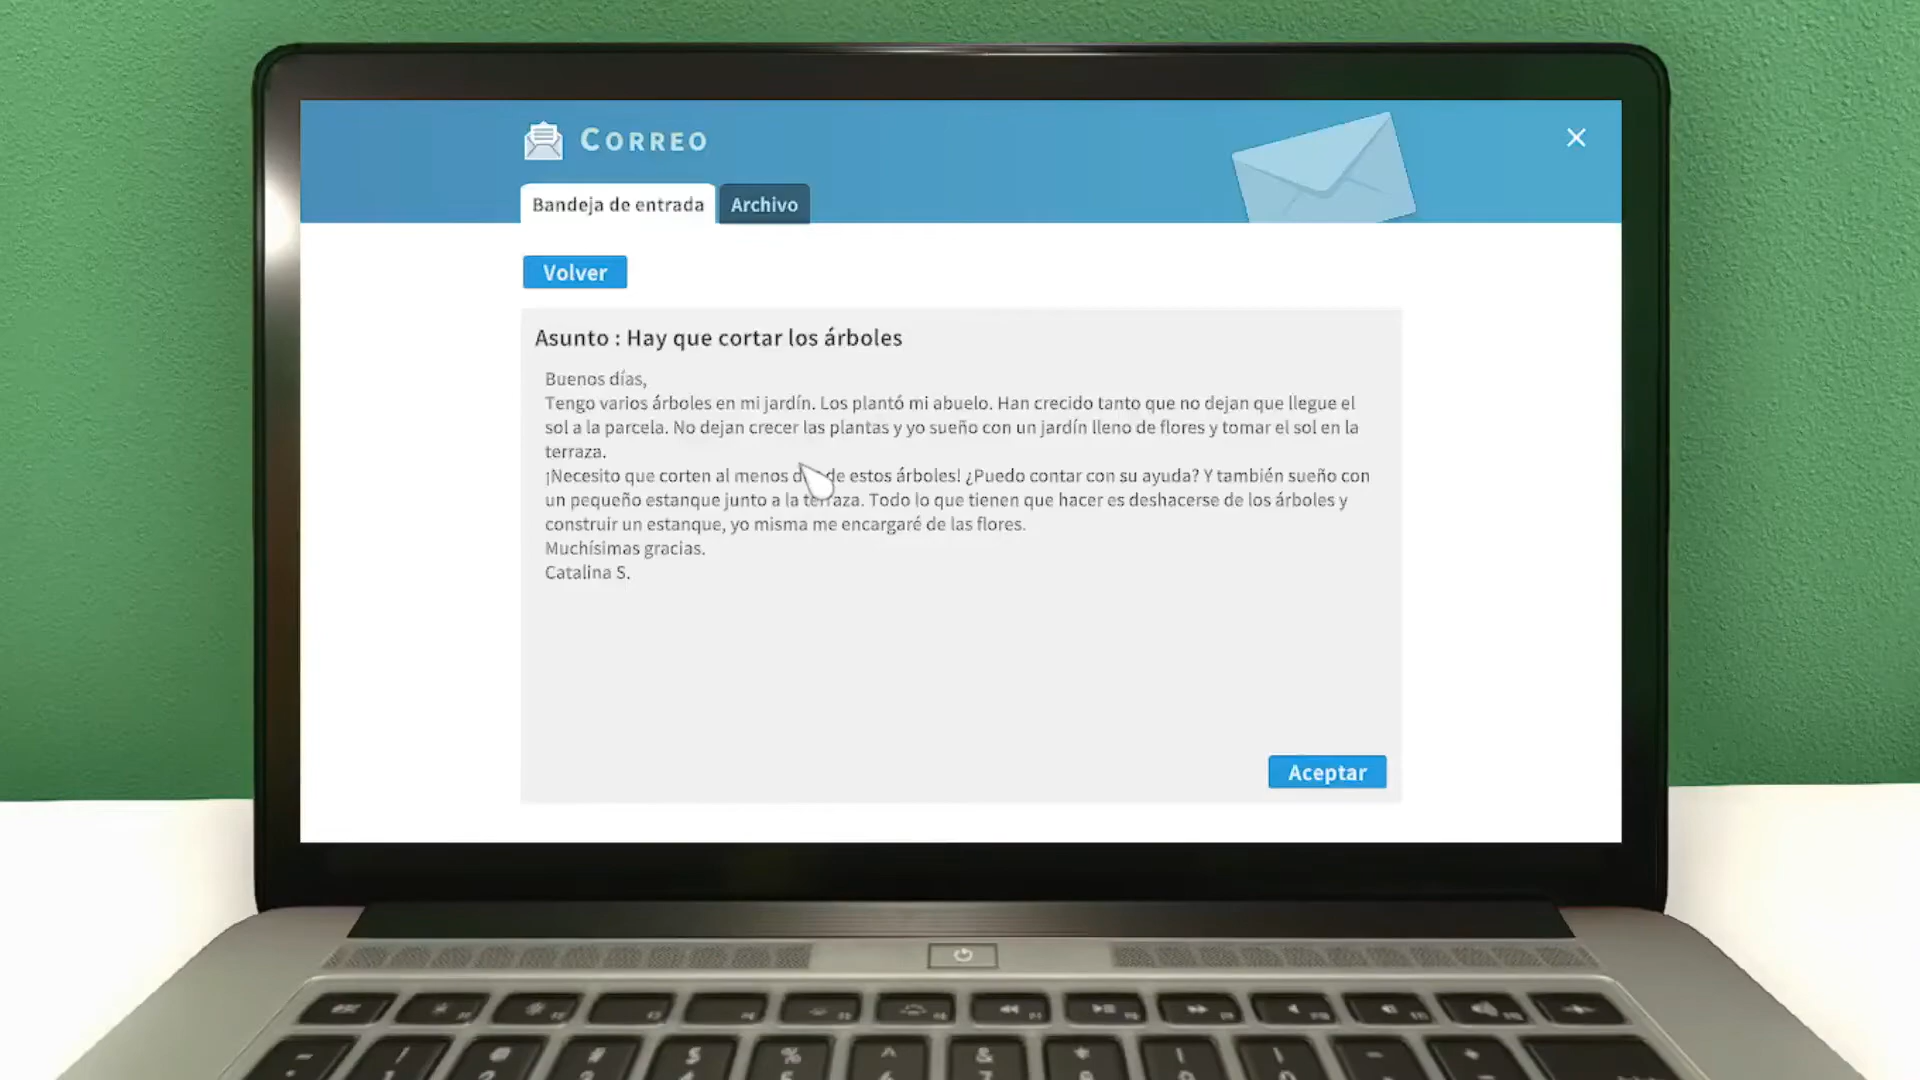 CORREO
Bandeja de entrada
Archivo
Volver
Asunto : Hay que cortar los árboles
Buenos días,
Tengo varios árboles en mi jardín. Los plantó mi abuelo. Han crecido tanto que no dejan que llegue el
sol a la parcela. No dejan crecer las plantas y yo sueño con un jardín lleno de flores y tomar el sol en la
terraza.
¡Necesito que corten al menos de estos árboles! ¿Puedo contar con su ayuda? Y también sueño con
un pequeño estanque junto a la terraza. Todo lo que tienen que hacer es deshacerse de los árboles y
construir un estanque, yo misma me encargaré de las flores.
Muchísimas gracias.
Catalina S.
Aceptar